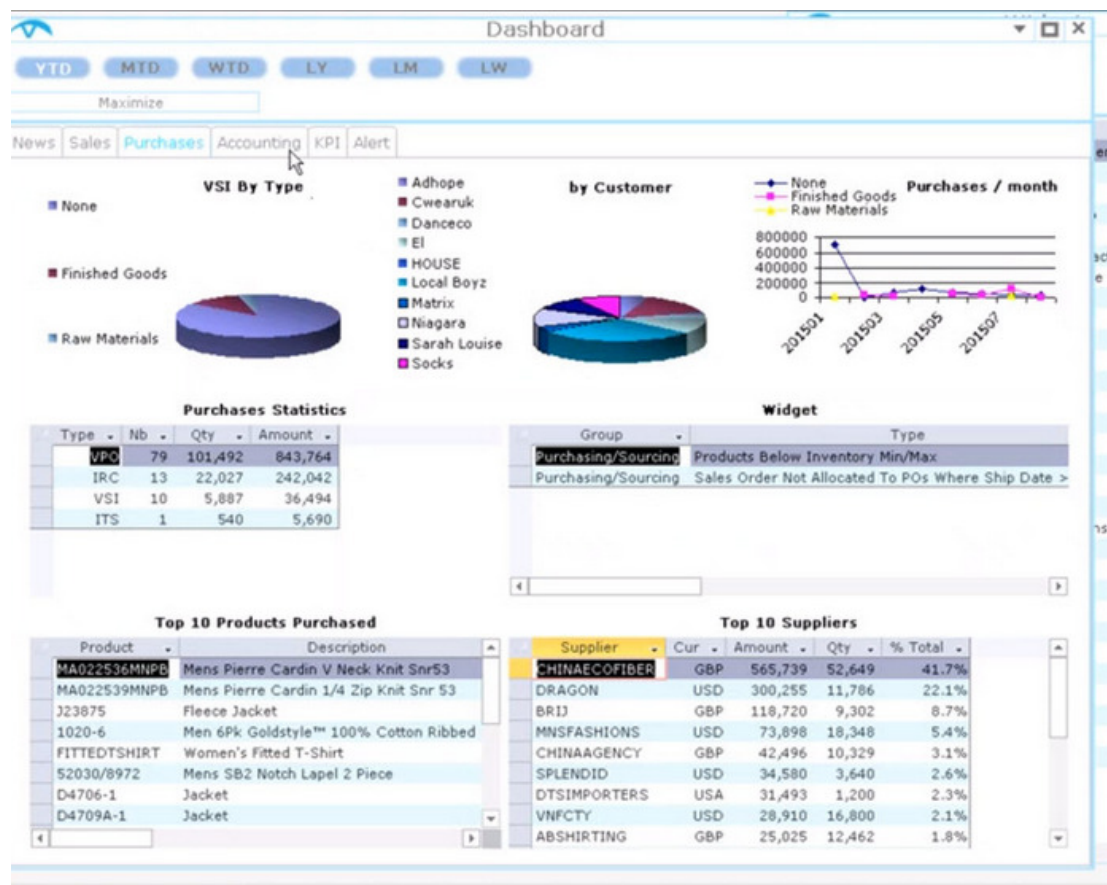 Dashboard
YTD MTD WTD LY LM LW
Maximize
News Sales Purchases Accounting KPI Alert
VSI By Type
None
Finished Goods
Raw Materials
Adhope
Cwearuk
Danceco
El
HOUSE
Local Boyz
Matrix
Niagara
Sarah Louise
Socks
by Customer
None
Finished Goods
Raw Materials
Purchases / month
800000
600000
400000
200000
0
201501 201503 201505 201507
Purchases Statistics
Type Nb Qty Amount
VPO 79 101,492 843,764
IRC 13 22,027 242,042
VSI 10 5,887 36,494
ITS 1 540 5,690
Widget
Group Type
Purchasing/Sourcing Products Below Inventory Min/Max
Purchasing/Sourcing Sales Order Not Allocated To POs Where Ship Date >
Top 10 Products Purchased
Product Description
MA022536MNPB Mens Pierre Cardin V Neck Knit Snr53
MA022539MNPB Mens Pierre Cardin 1/4 Zip Knit Snr 53
J23875 Fleece Jacket
1020-6 Men 6Pk Goldstyle™ 100% Cotton Ribbed
FITTEDTSHIRT Women's Fitted T-Shirt
52030/8972 Mens SB2 Notch Lapel 2 Piece
D4706-1 Jacket
D4709A-1 Jacket
Top 10 Suppliers
Supplier Cur Amount Qty % Total
CHINAECOFIBER GBP 565,739 52,649 41.7%
DRAGON USD 300,255 11,786 22.1%
BRIJ GBP 118,720 9,302 8.7%
MNSFASHIONS USD 73,898 18,348 5.4%
CHINAAGENCY GBP 42,496 10,329 3.1%
SPLENDID USD 34,580 3,640 2.6%
DTSIMPORTERS USA 31,493 1,200 2.3%
VNFCTY USD 28,910 16,800 2.1%
ABSHIRTING GBP 25,025 12,462 1.8%